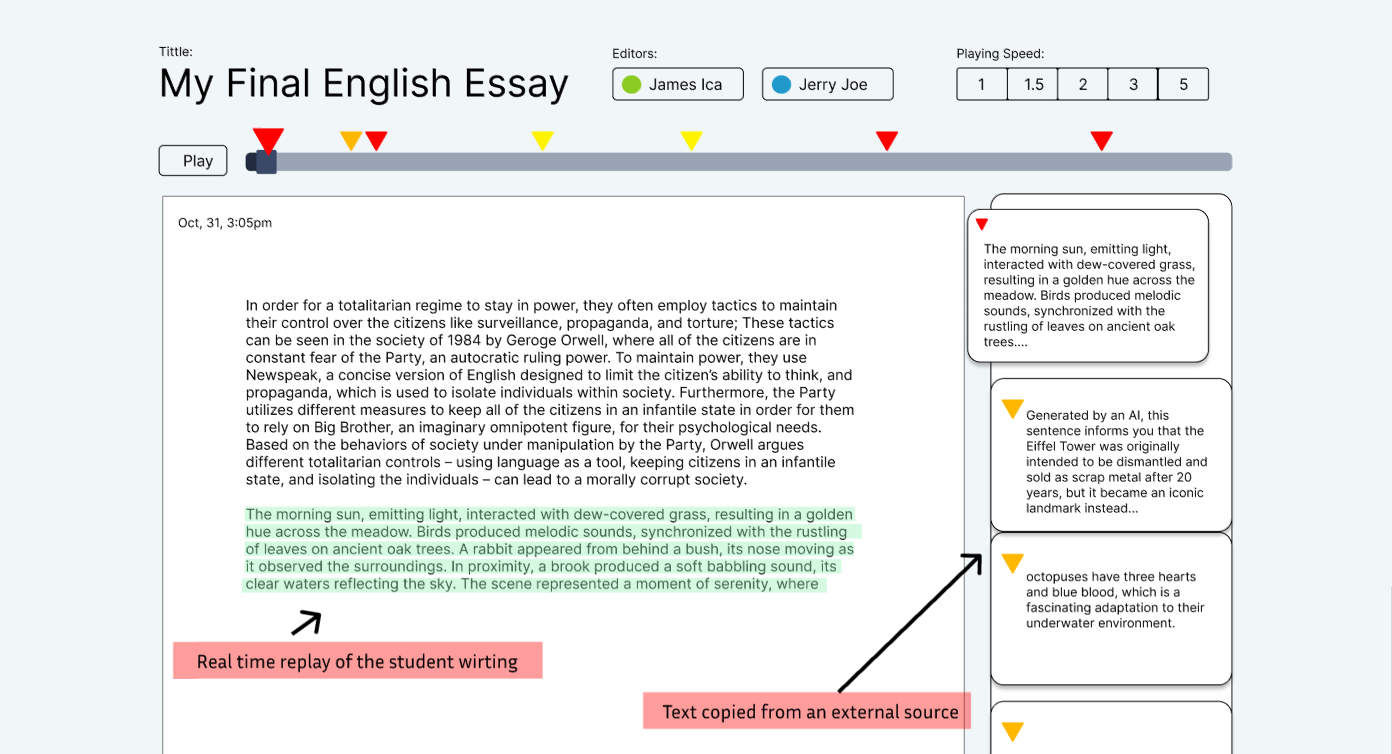 Tittle:
My Final English Essay
Editors:
James Ica
Jerry Joe
Playing Speed:
1 1.5 2 3 5
Play
Oct, 31, 3:05pm
In order for a totalitarian regime to stay in power, they often employ tactics to maintain
their control over the citizens like surveillance, propaganda, and torture; These tactics
can be seen in the society of 1984 by Geroge Orwell, where all of the citizens are in
constant fear of the Party, an autocratic ruling power. To maintain power, they use
Newspeak, a concise version of English designed to limit the citizen's ability to think, and
propaganda, which is used to isolate individuals within society. Furthermore, the Party
utilizes different measures to keep all of the citizens in an infantile state in order for them
to rely on Big Brother, an imaginary omnipotent figure, for their psychological needs.
Based on the behaviors of society under manipulation by the Party, Orwell argues
different totalitarian controls – using language as a tool, keeping citizens in an infantile
state, and isolating the individuals – can lead to a morally corrupt society.
The morning sun, emitting light, interacted with dew-covered grass, resulting in a golden
hue across the meadow. Birds produced melodic sounds, synchronized with the rustling
of leaves on ancient oak trees. A rabbit appeared from behind a bush, its nose moving as
it observed the surroundings. In proximity, a brook produced a soft babbling sound, its
clear waters reflecting the sky. The scene represented a moment of serenity, where
Real time replay of the student wirting
The morning sun, emitting light,
interacted with dew-covered grass,
resulting in a golden hue across the
meadow. Birds produced melodic
sounds, synchronized with the
rustling of leaves on ancient oak
trees....
Generated by an AI, this
sentence informs you that the
Eiffel Tower was originally
intended to be dismantled and
sold as scrap metal after 20
years, but it became an iconic
landmark instead...
octopuses have three hearts
and blue blood, which is a
fascinating adaptation to their
underwater environment.
Text copied from an external source